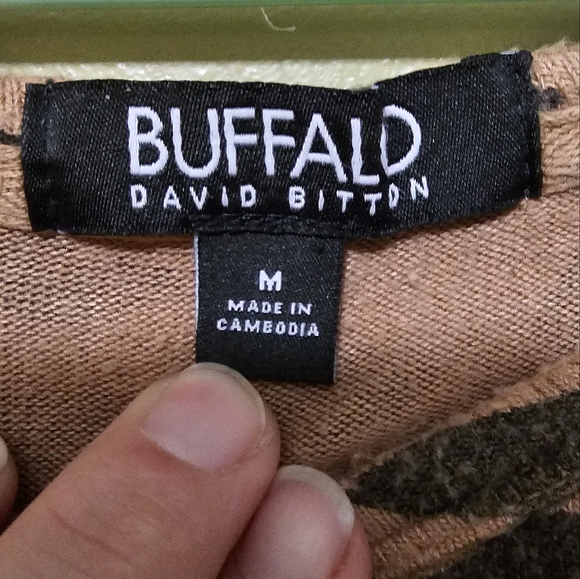 BUFFALO
DAVID BITTON
M
MADE IN
CAMBODIA